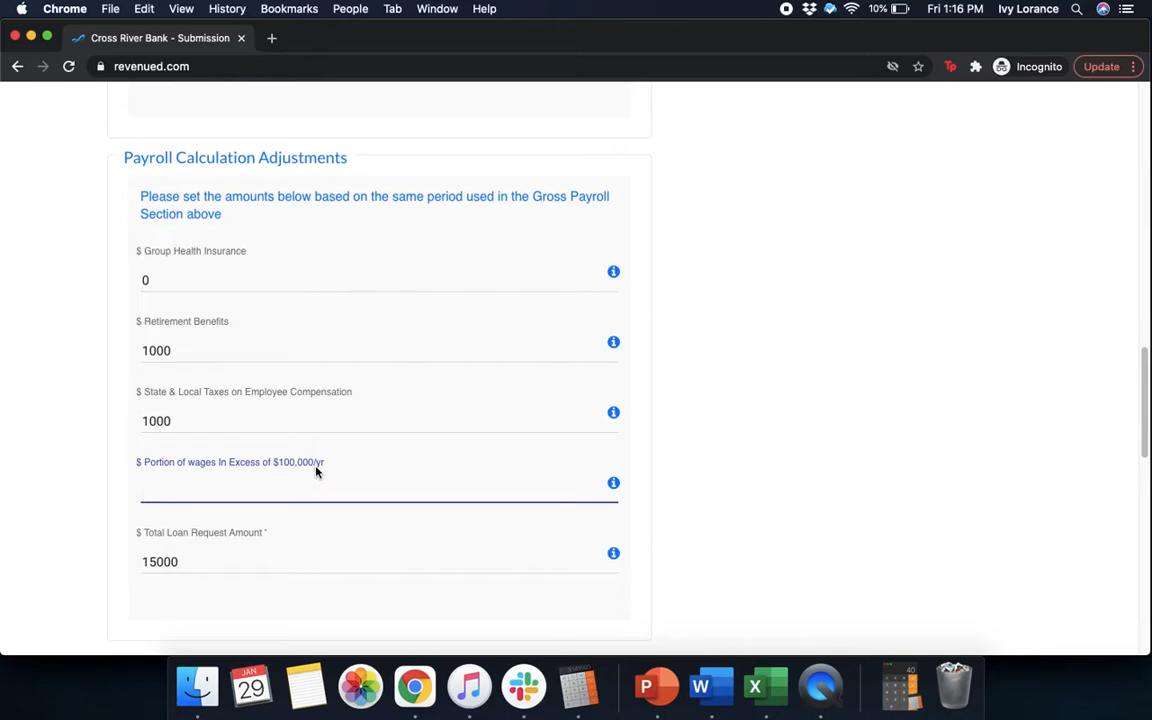 Chrome File Edit View History Bookmarks People Tab Window Help 10% Fri 1:16 PM Ivy Lorance
Cross River Bank - Submission
revenued.com Incognito Update
Payroll Calculation Adjustments
Please set the amounts below based on the same period used in the Gross Payroll
Section above
$ Group Health Insurance
0
$ Retirement Benefits
1000
$ State & Local Taxes on Employee Compensation
1000
$ Portion of wages In Excess of $100,000/yr
$ Total Loan Request Amount *
15000
JAN
29
P W X
40